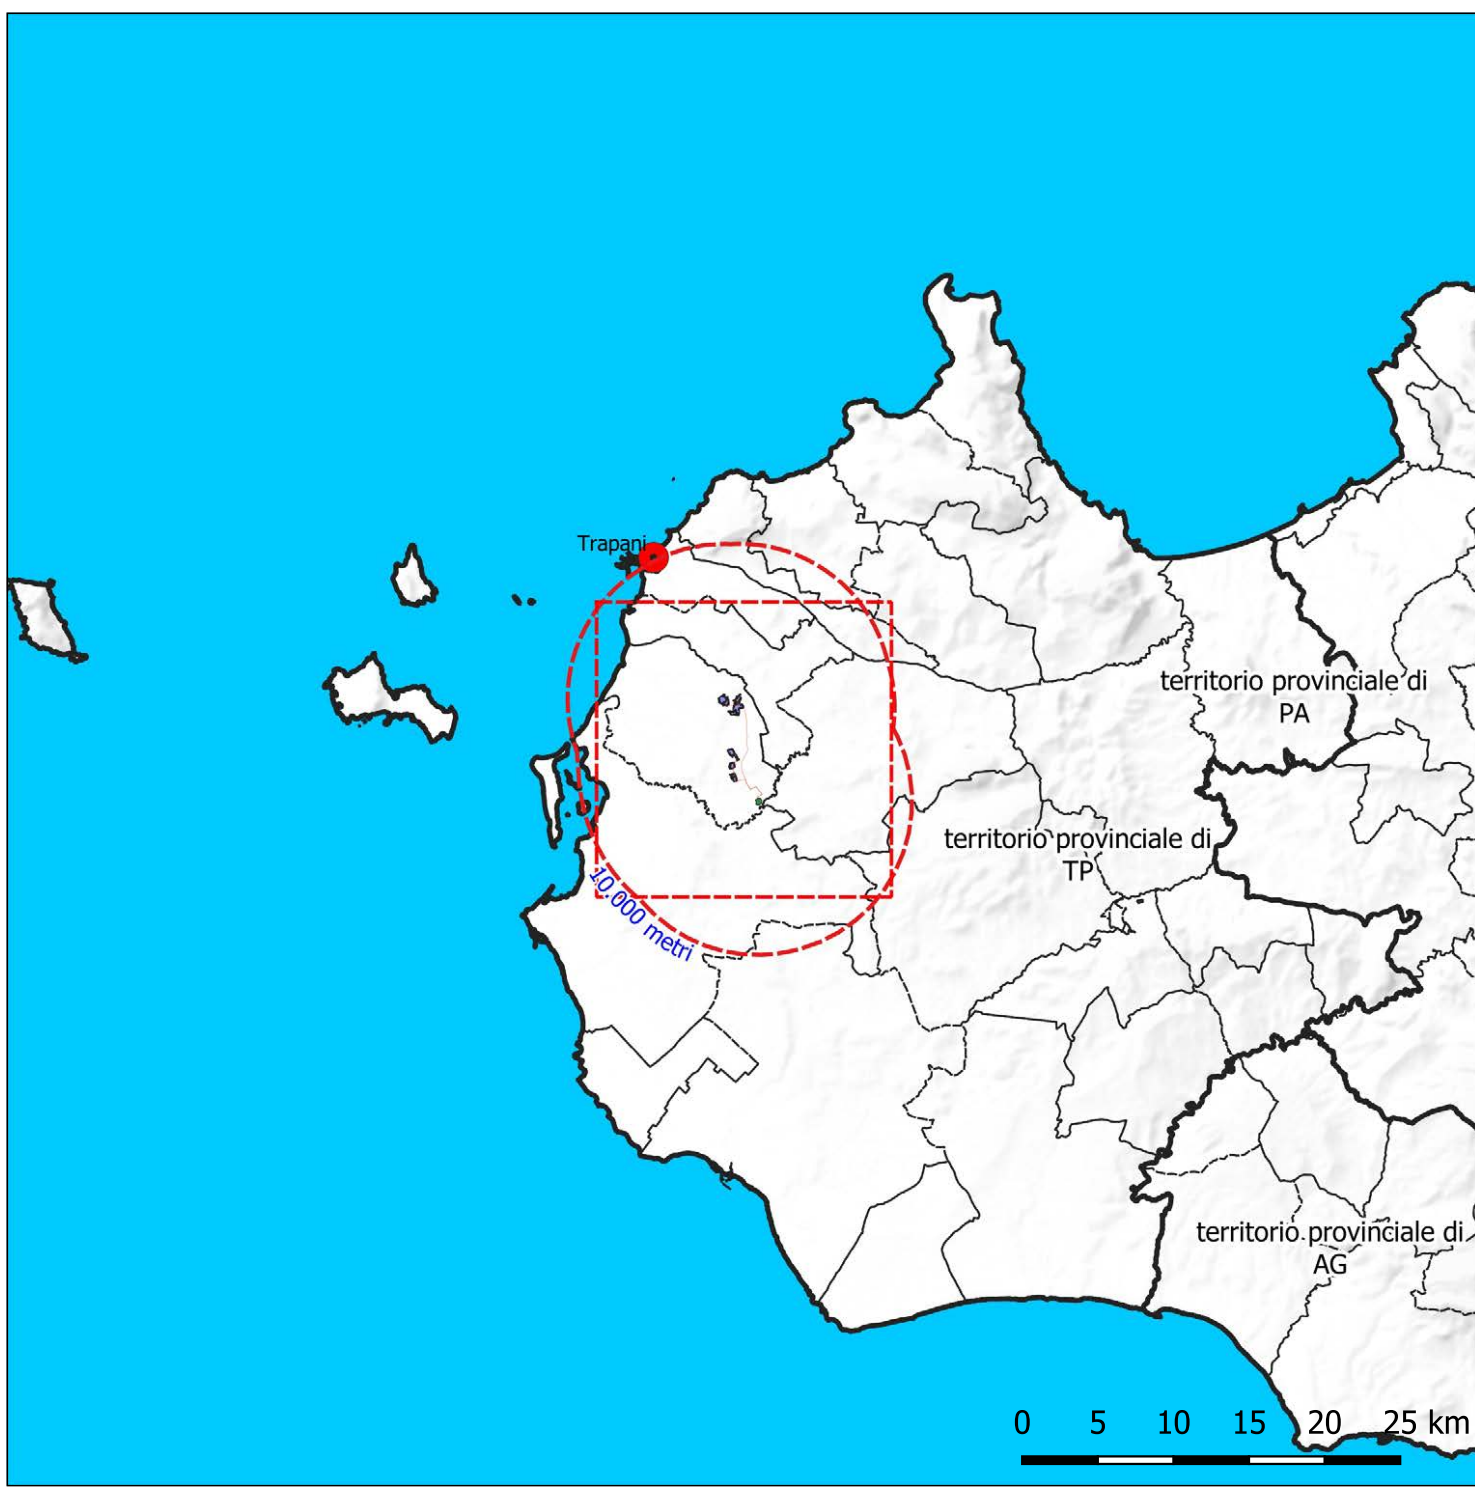 Trapani
territorio provinciale di
PA
territorio provinciale di
TP
10.000 metri
territorio provinciale di
AG
0 5 10 15 20 25 km